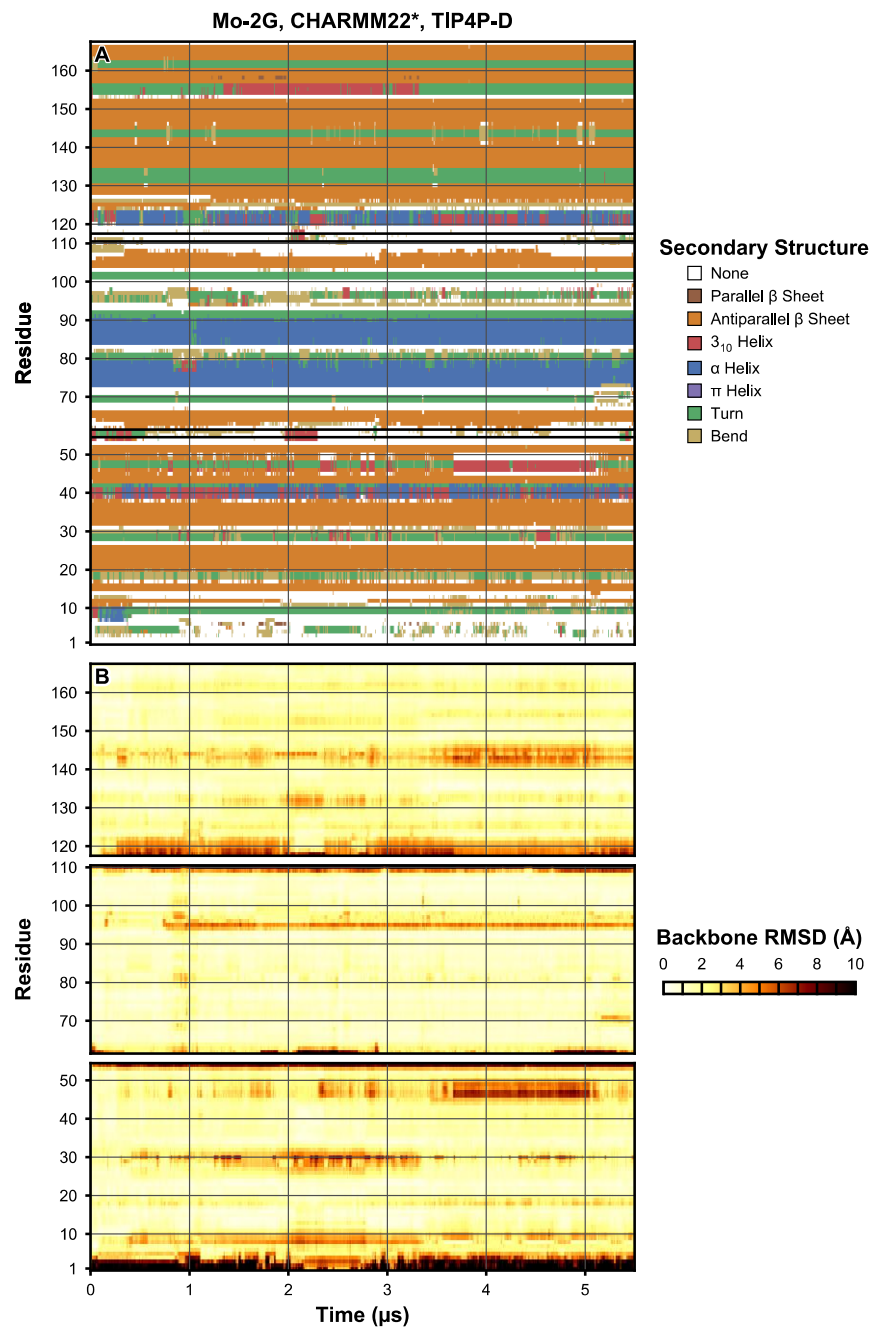 Mo-2G, CHARMM22*, TIP4P-D
A
160
150
140
130
120
110
100
90
80
70
60
50
40
30
20
10
1
Residue
Secondary Structure
None
Parallel β Sheet
Antiparallel β Sheet
3₁₀ Helix
α Helix
π Helix
Turn
Bend
B
160
150
140
130
120
110
100
90
80
70
50
40
30
20
10
1
Residue
Backbone RMSD (Å)
0 2 4 6 8 10
0 1 2 3 4 5
Time (µs)